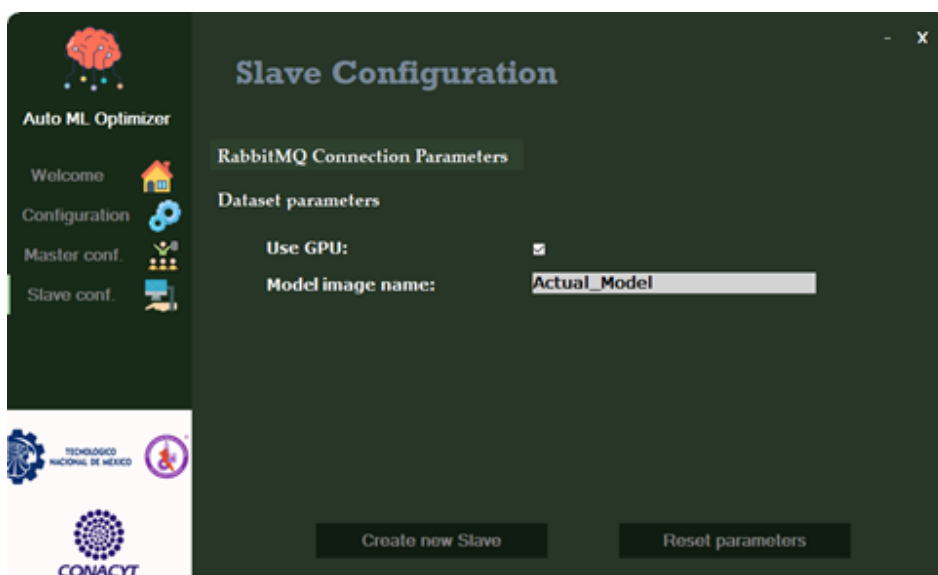 - X
Slave Configuration
Auto ML Optimizer
Welcome
Configuration
Master conf.
Slave conf.
RabbitMQ Connection Parameters
Dataset parameters
Use GPU:
Model image name: Actual_Model
TECNOLÓGICO
NACIONAL DE MÉXICO
CONACYT
Create new Slave Reset parameters